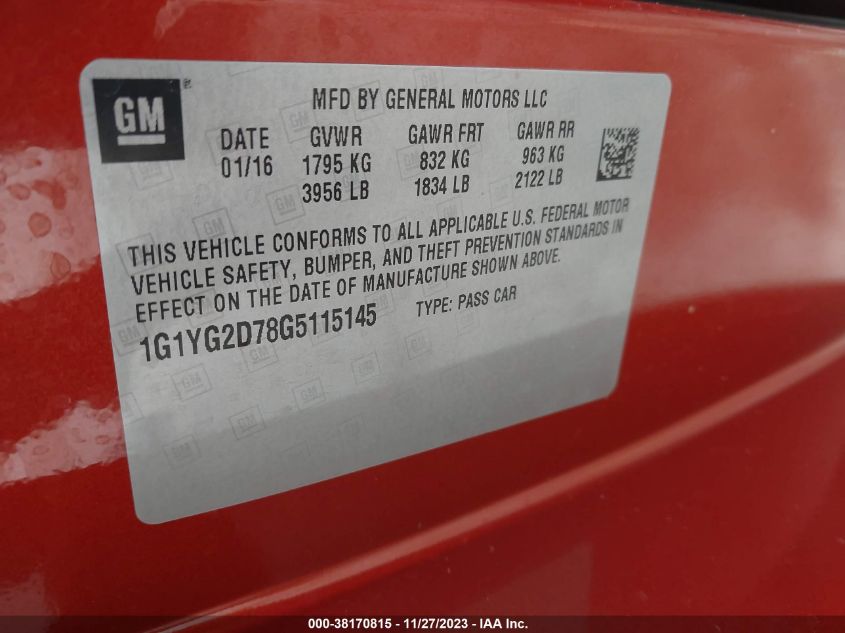 GM
MFD BY GENERAL MOTORS LLC
DATE GVWR GAWR FRT GAWR RR
01/16 1795 KG 832 KG 963 KG
3956 LB 1834 LB 2122 LB
THIS VEHICLE CONFORMS TO ALL APPLICABLE U.S. FEDERAL MOTOR
VEHICLE SAFETY, BUMPER, AND THEFT PREVENTION STANDARDS IN
EFFECT ON THE DATE OF MANUFACTURE SHOWN ABOVE.
1G1YG2D78G5115145 TYPE: PASS CAR
000-38170815 - 11/27/2023 - IAA Inc.